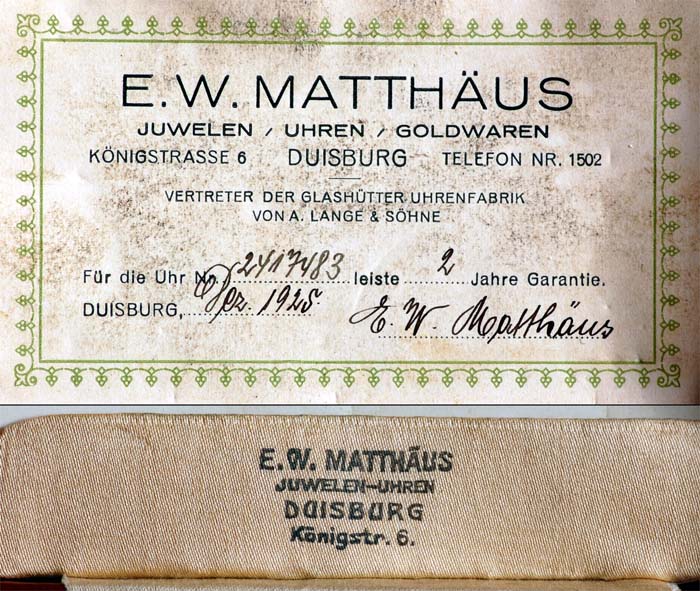 E. W. MATTHÄUS
JUWELEN / UHREN / GOLDWAREN
KÖNIGSTRASSE 6 DUISBURG TELEFON NR. 1502
VERTRETER DER GLASHÜTTER UHRENFABRIK
VON A. LANGE & SÖHNE
Für die Uhr Nr. 2417483 leiste 2 Jahre Garantie.
DUISBURG, Dez. 1925 E. W. Matthäus
E.W. MATTHÄUS
JUWELEN-UHREN
DUISBURG
Königstr. 6.